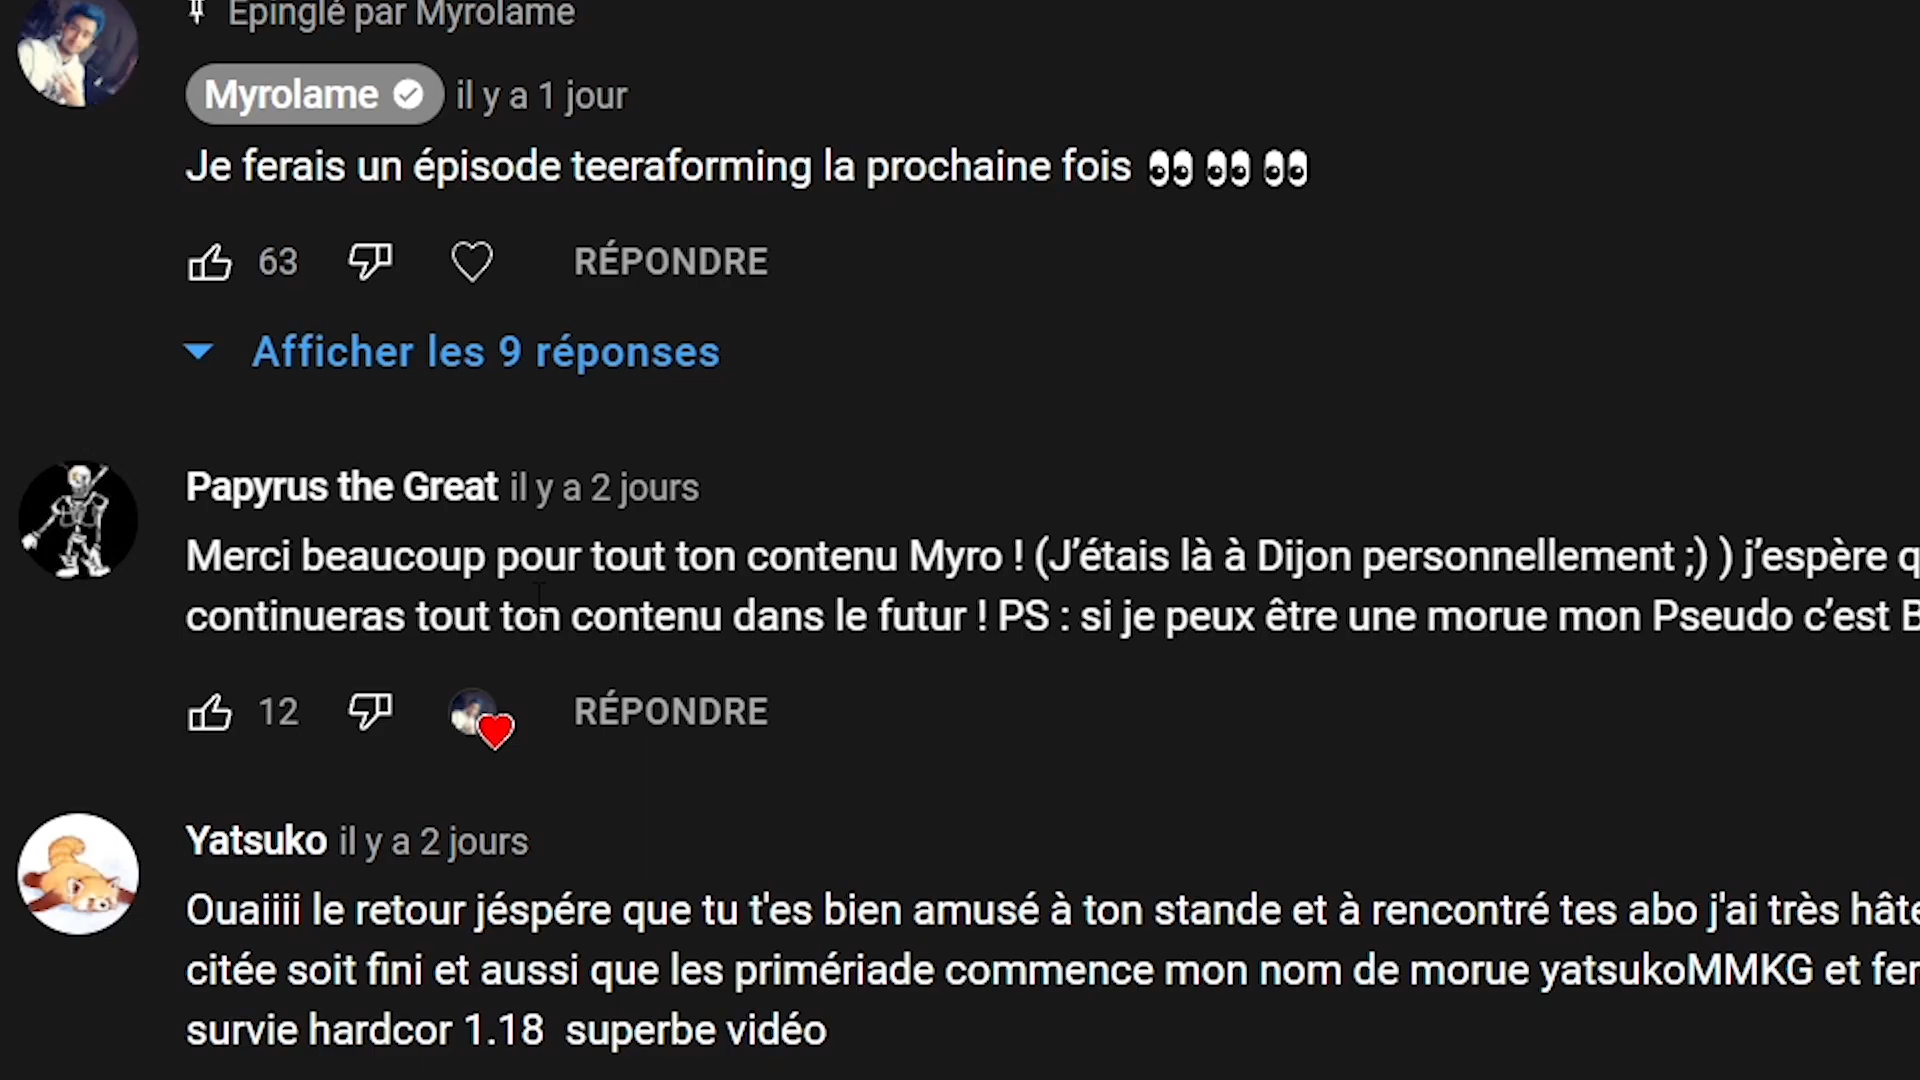 Épinglé par Myrolame
Myrolame il y a 1 jour
Je ferais un épisode teeraforming la prochaine fois 👀 👀 👀
63 RÉPONDRE
Afficher les 9 réponses
Papyrus the Great il y a 2 jours
Merci beaucoup pour tout ton contenu Myro ! (J’étais là à Dijon personnellement ;) ) j’espère q
continueras tout ton contenu dans le futur ! PS : si je peux être une morue mon Pseudo c’est B
12 RÉPONDRE
Yatsuko il y a 2 jours
Ouaiiii le retour jéspére que tu t'es bien amusé à ton stande et à rencontré tes abo j'ai très hâte
citée soit fini et aussi que les primériade commence mon nom de morue yatsukoMMKG et fer
survie hardcor 1.18 superbe vidéo